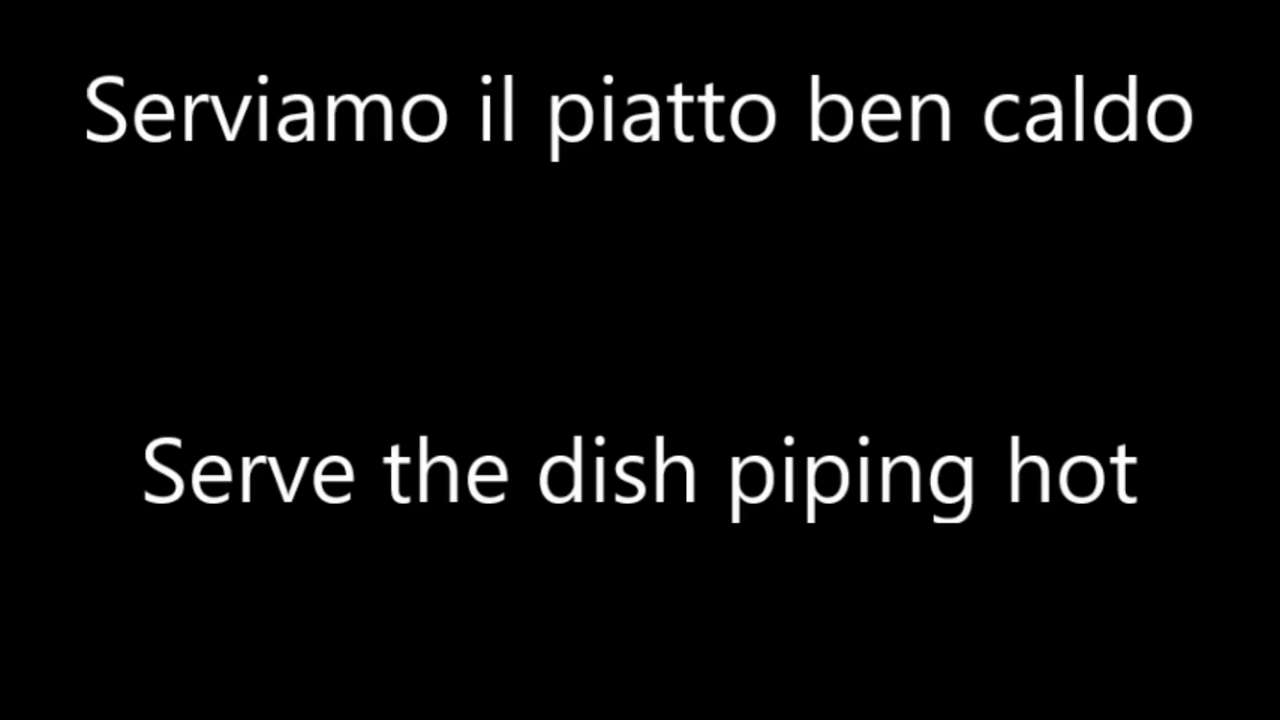 Serviamo il piatto ben caldo
Serve the dish piping hot